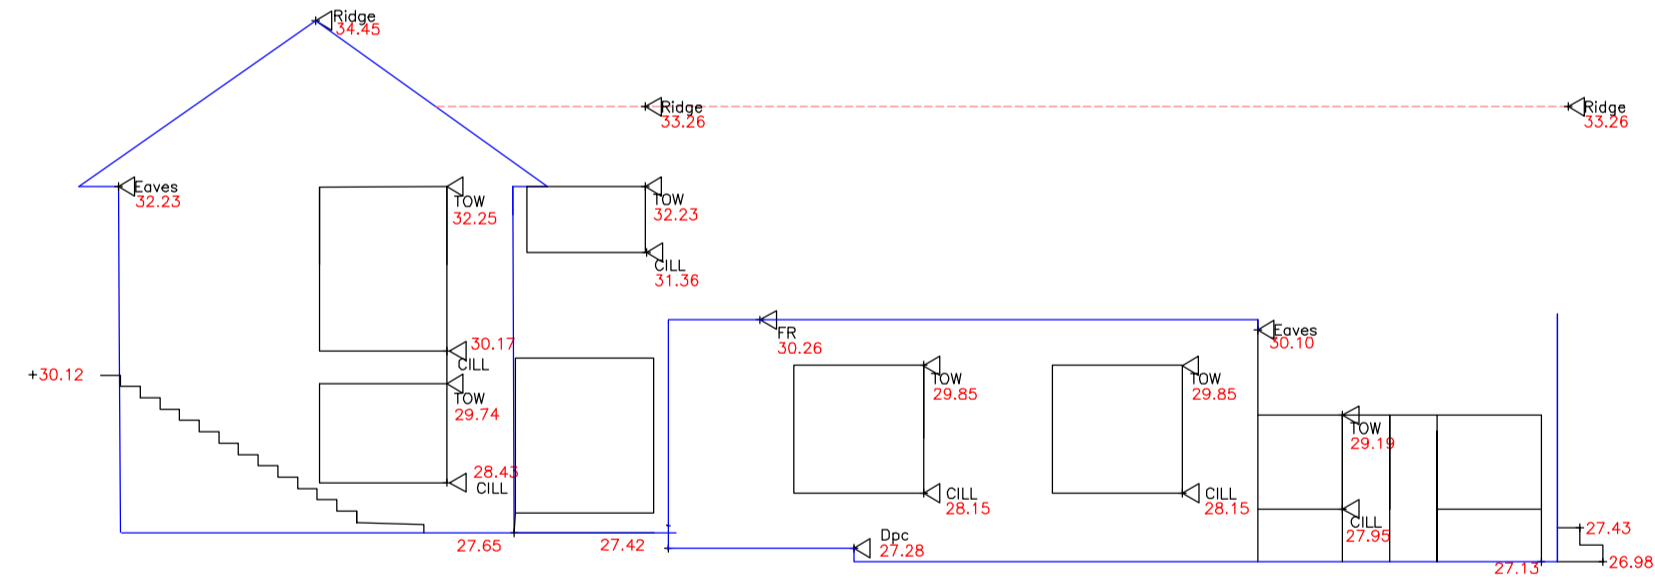 Ridge
34.45
Ridge
33.26
Ridge
33.26
Eaves
32.23
TOW
32.25
TOW
32.23
CILL
31.36
FR
30.26
Eaves
30.10
30.17
CILL
+30.12
TOW
29.74
TOW
29.85
TOW
29.85
TOW
29.19
28.43
CILL
CILL
28.15
CILL
28.15
CILL
27.95
27.65
27.42
Dpc
27.28
27.43
27.13
26.98